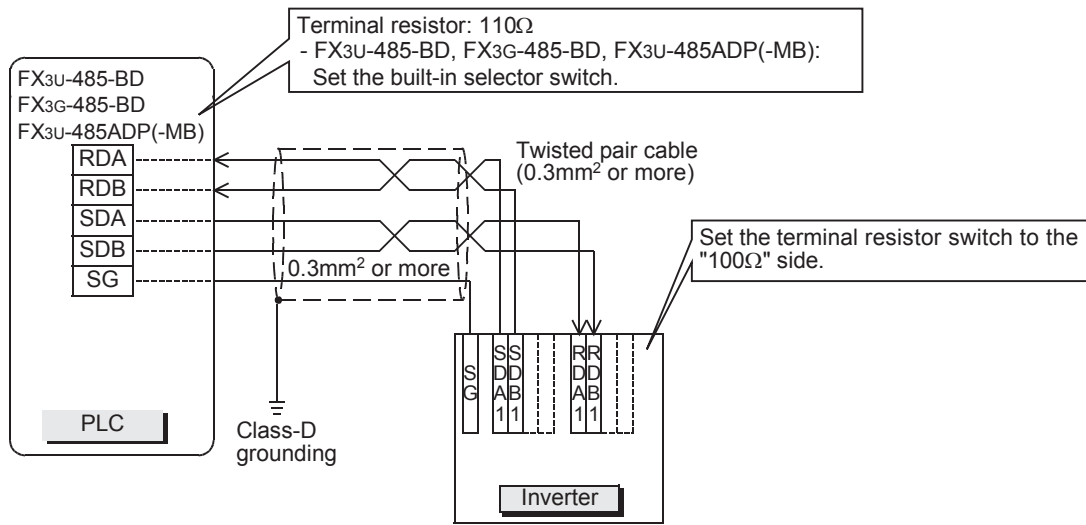 Terminal resistor: 110Ω
- FX3U-485-BD, FX3G-485-BD, FX3U-485ADP(-MB):
Set the built-in selector switch.
FX3U-485-BD
FX3G-485-BD
FX3U-485ADP(-MB)
RDA
RDB
SDA
SDB
SG
PLC
Twisted pair cable
(0.3mm² or more)
0.3mm² or more
Class-D
grounding
Set the terminal resistor switch to the
"100Ω" side.
SG
SDA1
SDB1
RDA1
RDB1
Inverter